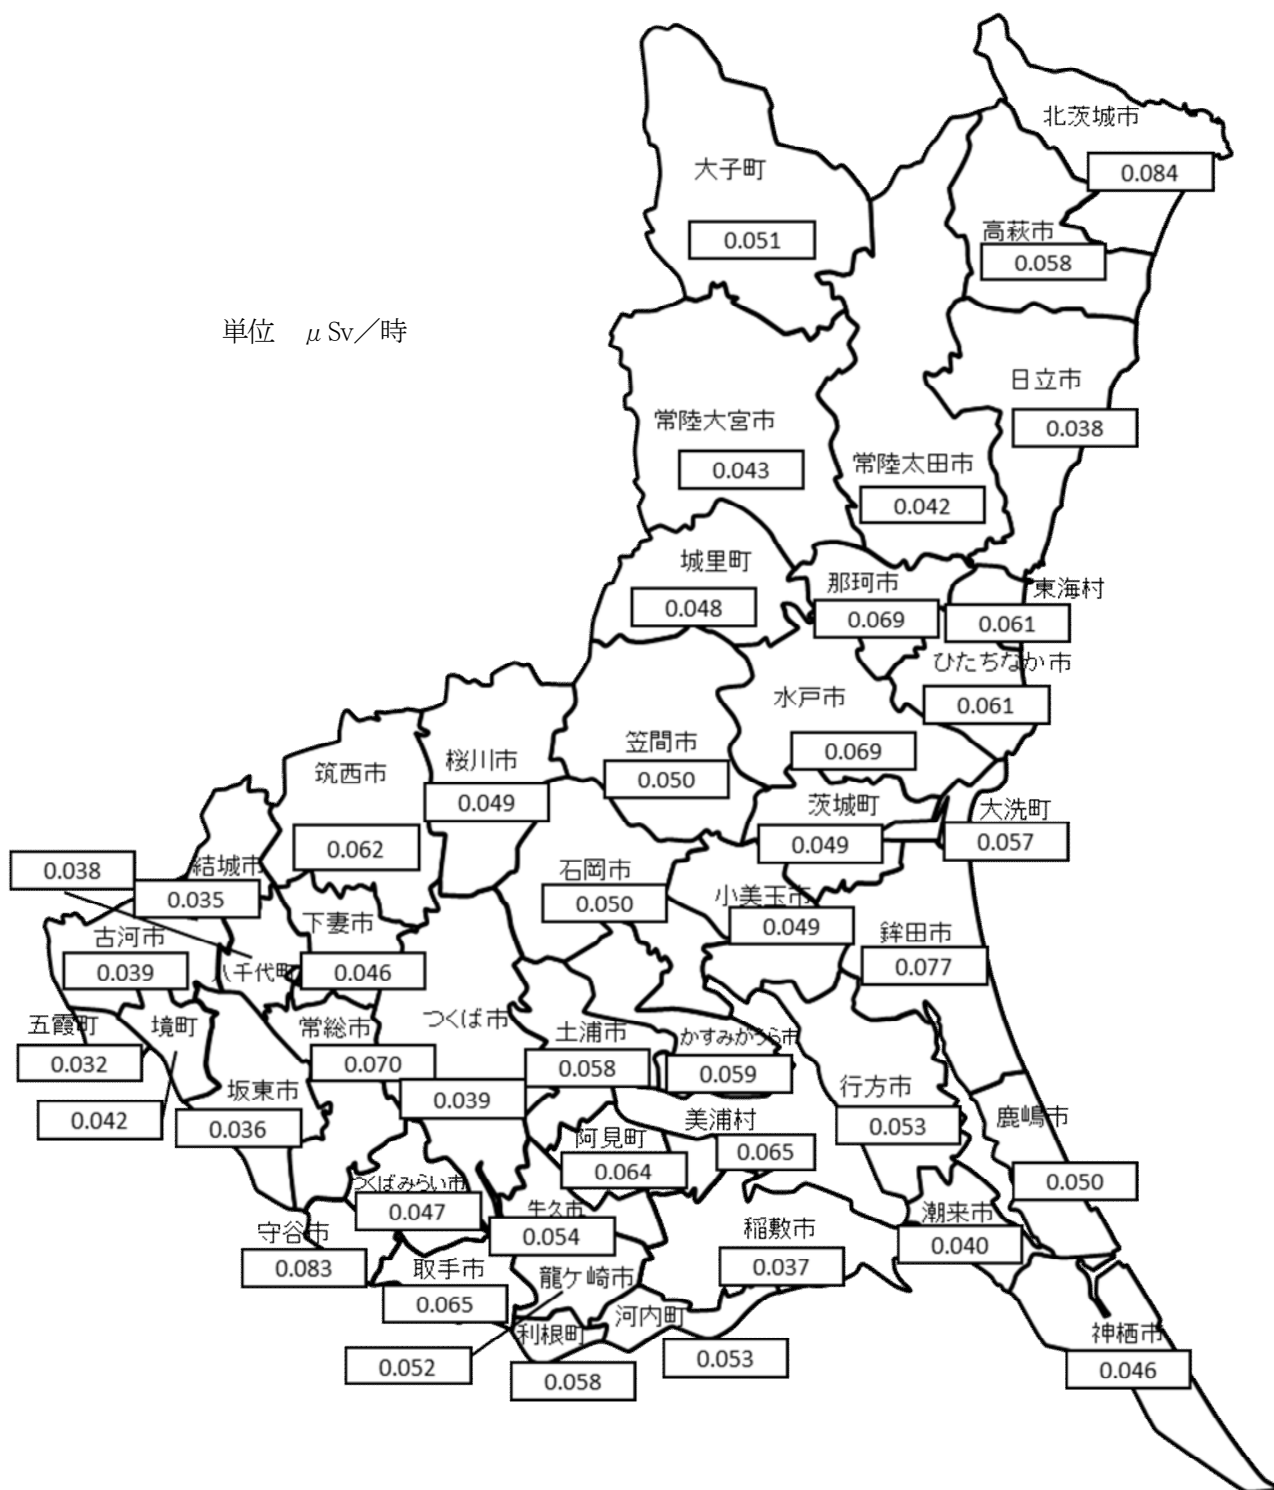 北茨城市
0.084
大子町
0.051
高萩市
0.058
単位　μSv／時
日立市
0.038
常陸大宮市
0.043
常陸太田市
0.042
城里町
0.048
那珂市
0.069
東海村
0.061
ひたちなか市
0.061
水戸市
0.069
笠間市
0.050
桜川市
0.049
筑西市
0.062
茨城町
0.049
大洗町
0.057
結城市
0.035
0.038
八千代町
石岡市
0.050
小美玉市
0.049
鉾田市
0.077
下妻市
0.046
古河市
0.039
五霞町
0.032
境町
0.042
常総市
0.070
つくば市
0.039
土浦市
0.058
かすみがうら市
0.059
坂東市
0.036
行方市
0.053
鹿嶋市
0.050
美浦村
0.065
阿見町
0.064
つくばみらい市
0.047
牛久市
0.054
稲敷市
0.037
潮来市
0.040
守谷市
0.083
取手市
0.065
龍ケ崎市
0.052
利根町
0.058
河内町
0.053
神栖市
0.046